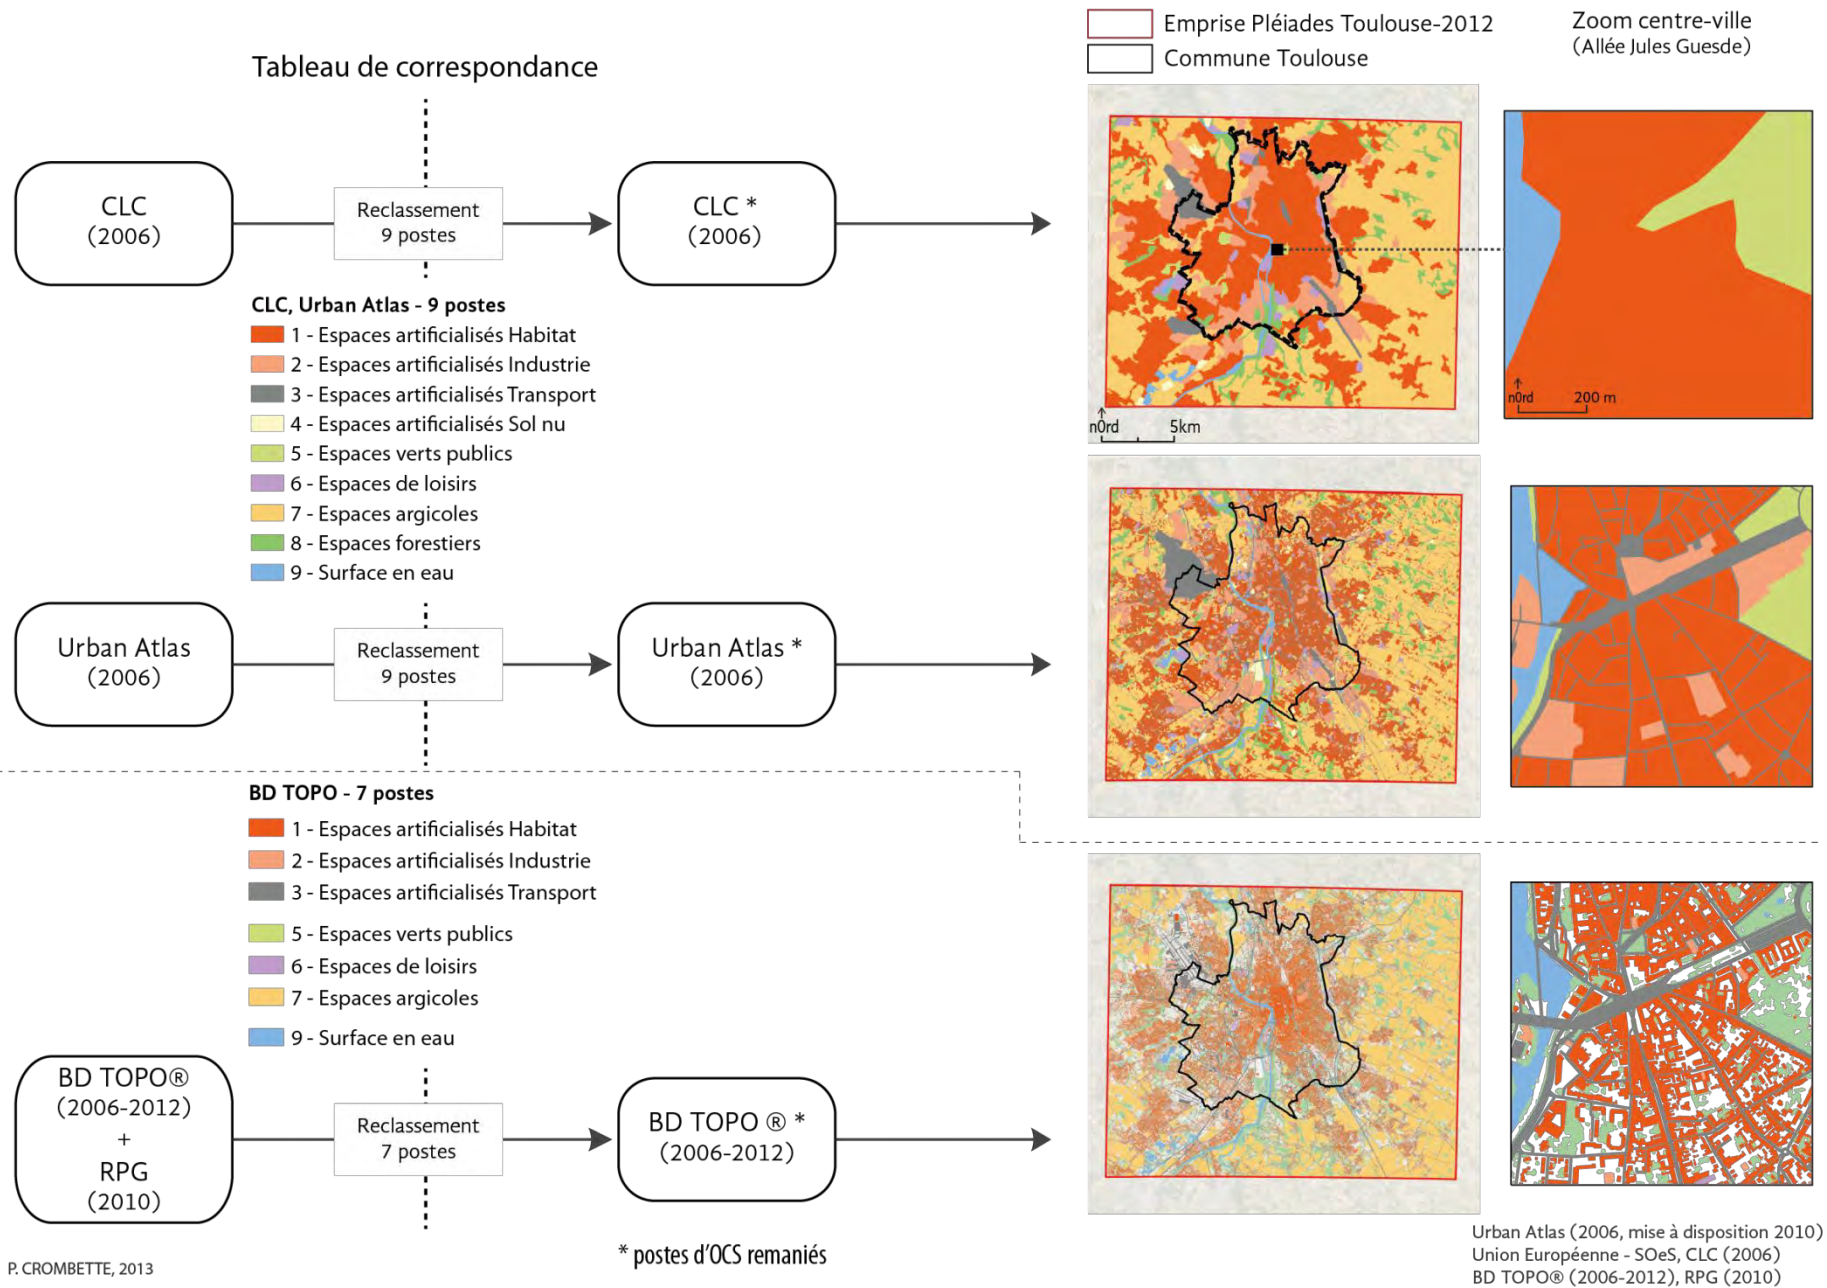 Emprise Pléiades Toulouse-2012
Commune Toulouse
Zoom centre-ville
(Allée Jules Guesde)
Tableau de correspondance
CLC
(2006)
Reclassement
9 postes
CLC *
(2006)
CLC, Urban Atlas - 9 postes
1 - Espaces artificialisés Habitat
2 - Espaces artificialisés Industrie
3 - Espaces artificialisés Transport
4 - Espaces artificialisés Sol nu
5 - Espaces verts publics
6 - Espaces de loisirs
7 - Espaces argicoles
8 - Espaces forestiers
9 - Surface en eau
n0rd
5km
n0rd
200 m
Urban Atlas
(2006)
Reclassement
9 postes
Urban Atlas *
(2006)
BD TOPO - 7 postes
1 - Espaces artificialisés Habitat
2 - Espaces artificialisés Industrie
3 - Espaces artificialisés Transport
5 - Espaces verts publics
6 - Espaces de loisirs
7 - Espaces argicoles
9 - Surface en eau
BD TOPO®
(2006-2012)
+
RPG
(2010)
Reclassement
7 postes
BD TOPO ® *
(2006-2012)
* postes d'OCS remaniés
P. CROMBETTE, 2013
Urban Atlas (2006, mise à disposition 2010)
Union Européenne - SOeS, CLC (2006)
BD TOPO® (2006-2012), RPG (2010)